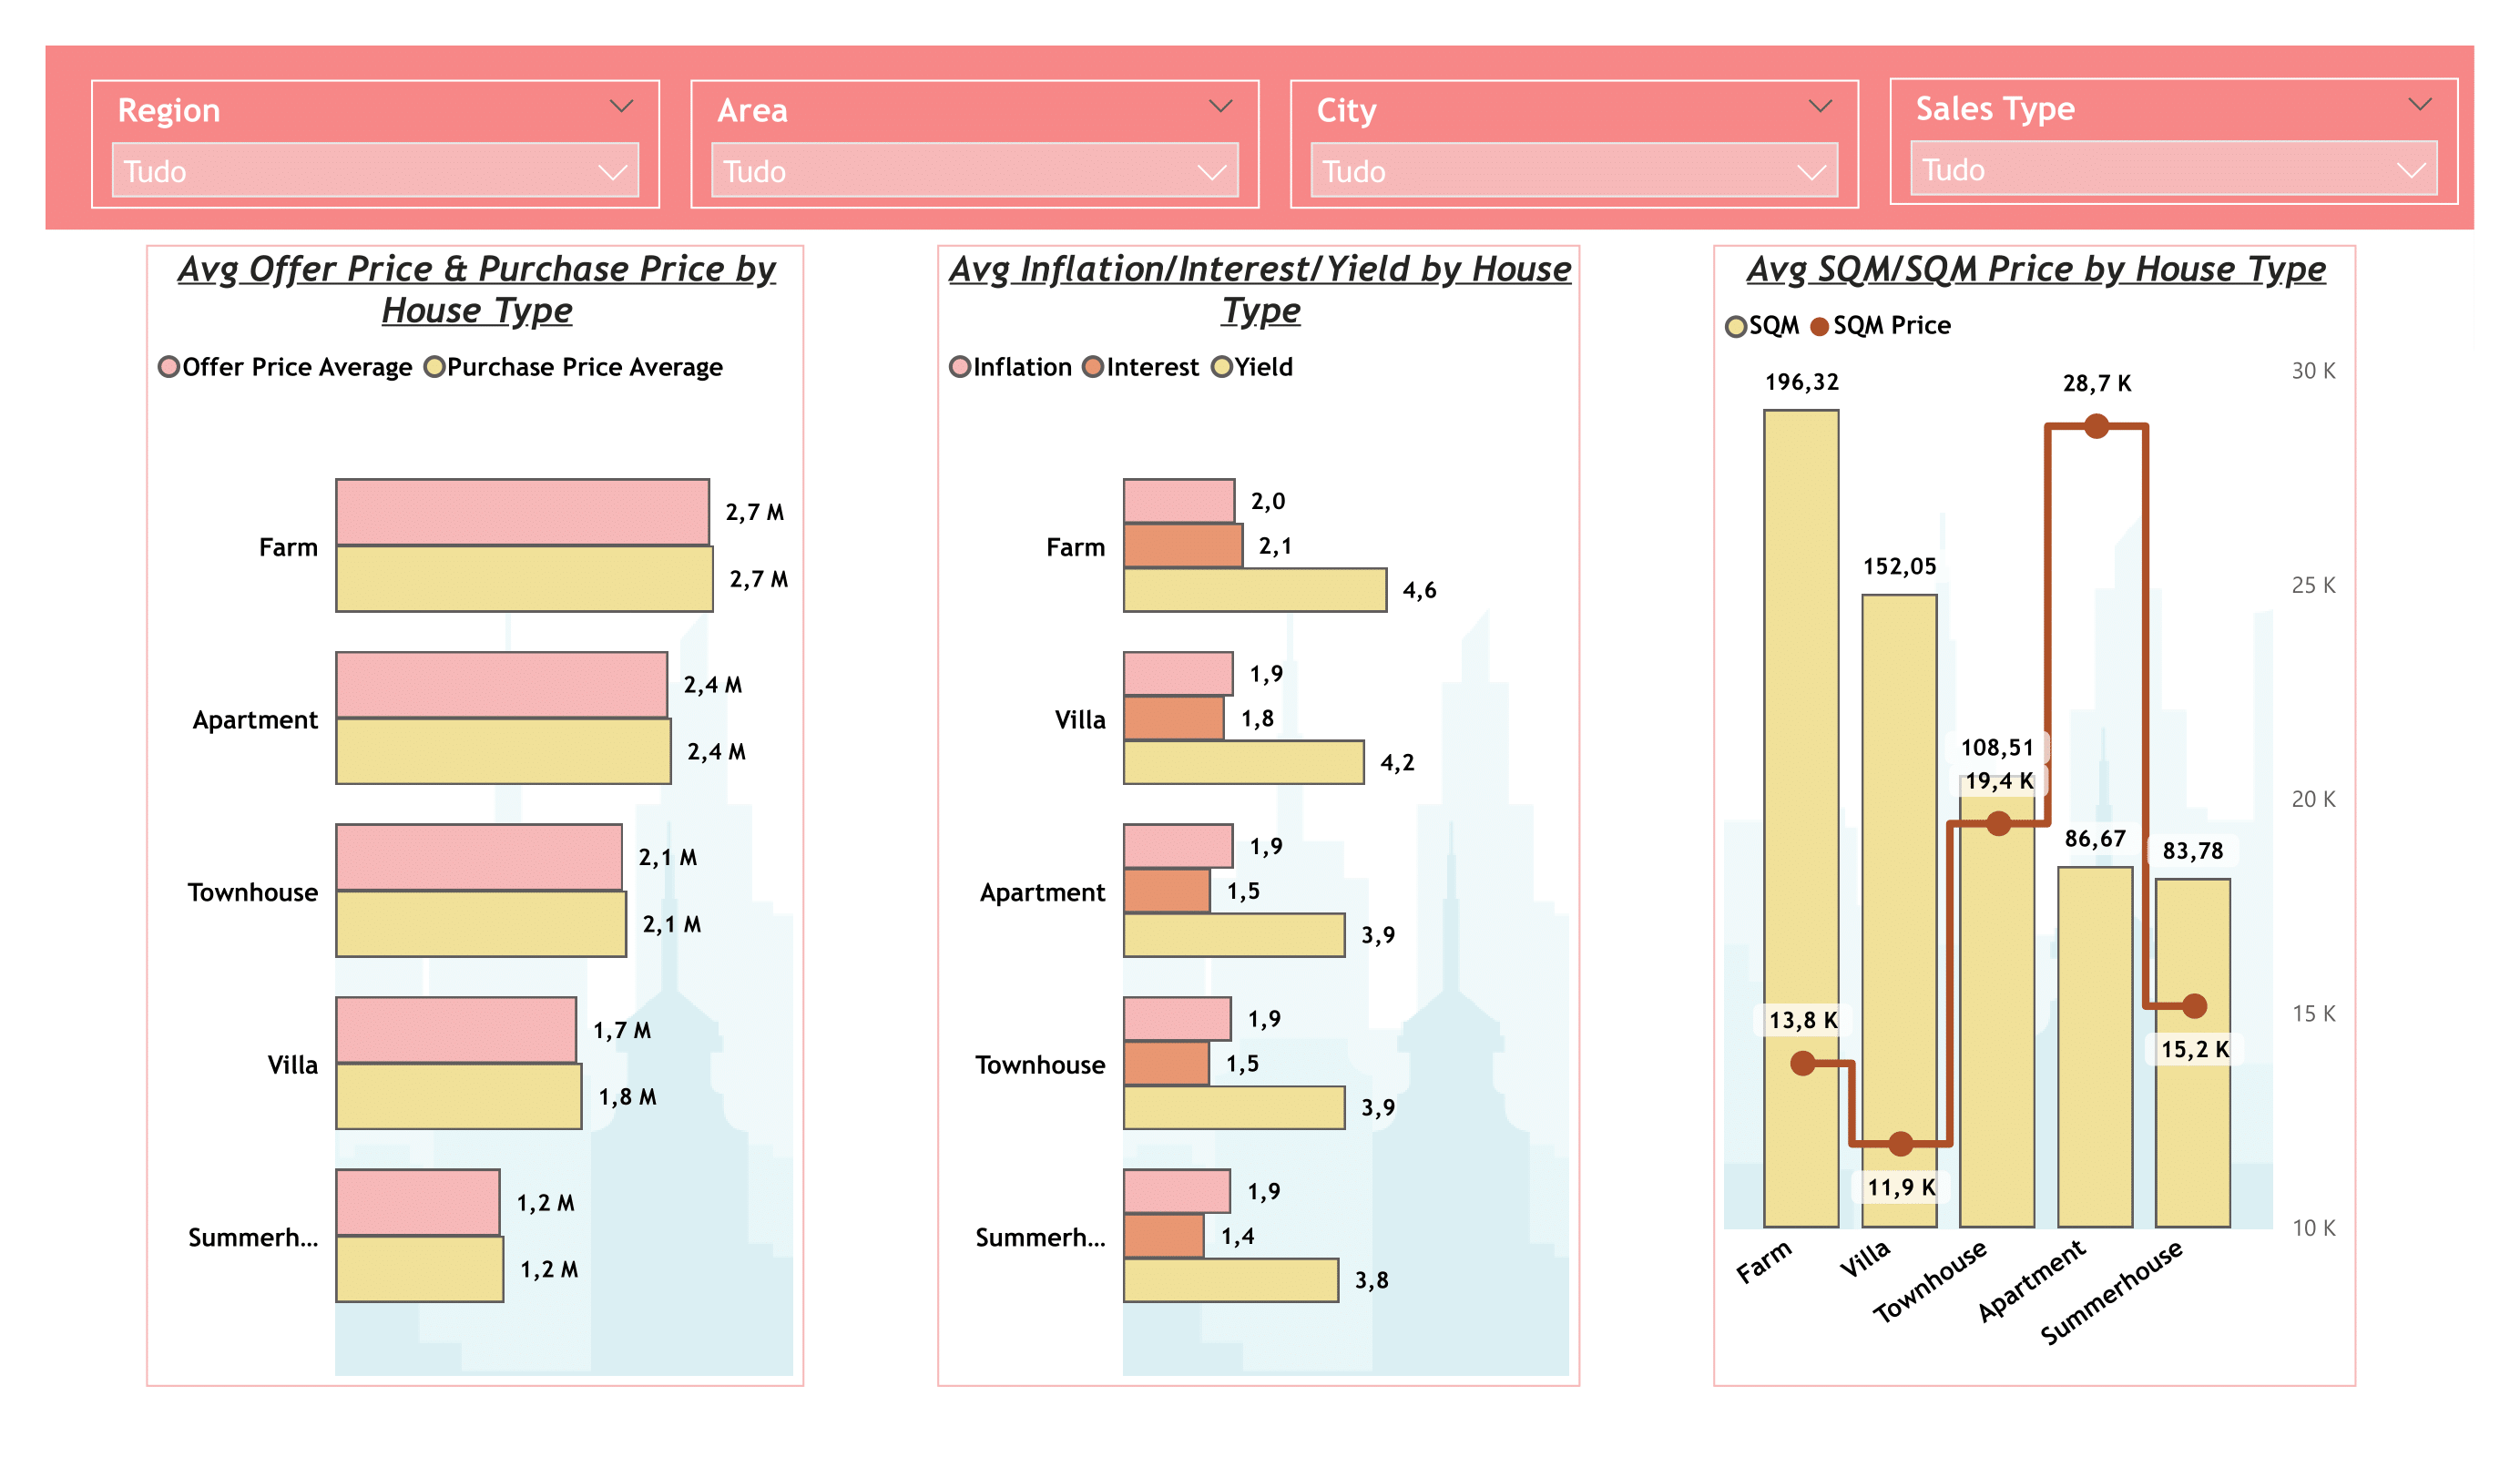 Region
Tudo
Area
Tudo
City
Tudo
Sales Type
Tudo
Avg Offer Price & Purchase Price by
House Type
Offer Price Average Purchase Price Average
Farm
2,7 M
2,7 M
Apartment
2,4 M
2,4 M
Townhouse
2,1 M
2,1 M
Villa
1,7 M
1,8 M
Summerh...
1,2 M
1,2 M
Avg Inflation/Interest/Yield by House
Type
Inflation Interest Yield
Farm
2,0
2,1
4,6
Villa
1,9
1,8
4,2
Apartment
1,9
1,5
3,9
Townhouse
1,9
1,5
3,9
Summerh...
1,9
1,4
3,8
Avg SQM/SQM Price by House Type
SQM SQM Price
30 K
25 K
20 K
15 K
10 K
196,32
152,05
108,51
86,67
83,78
13,8 K
11,9 K
19,4 K
28,7 K
15,2 K
Farm
Villa
Townhouse
Apartment
Summerhouse